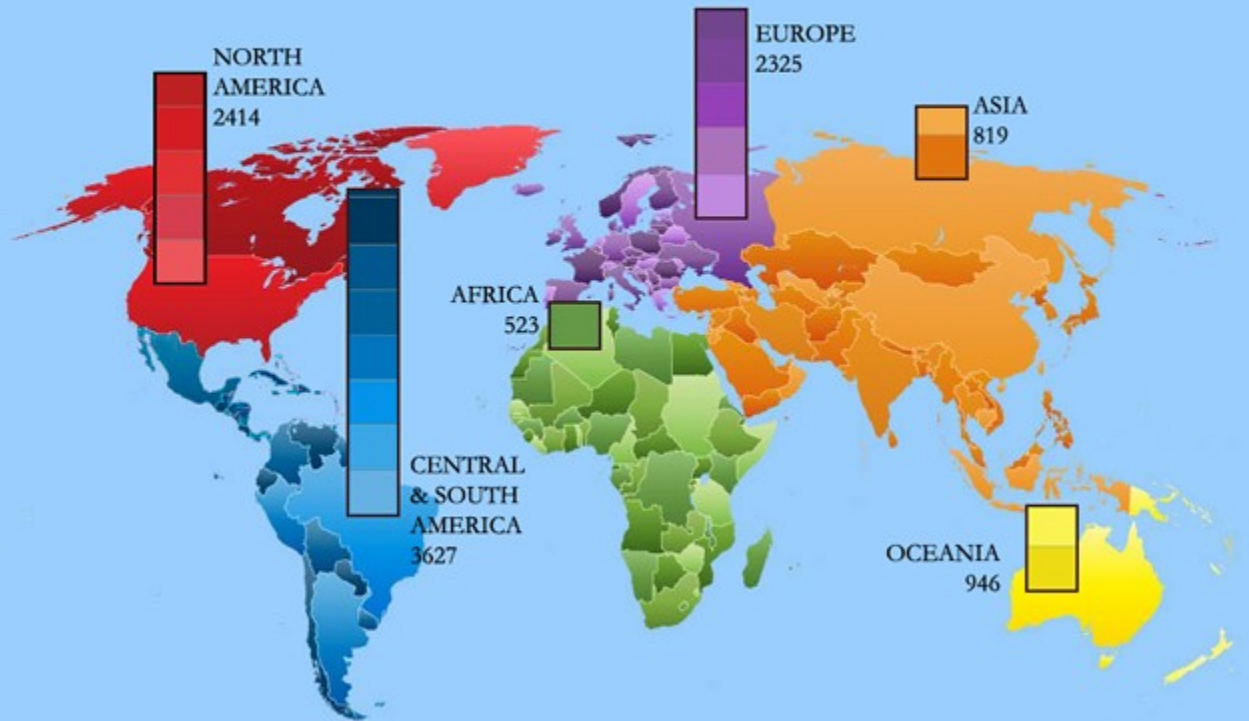 NORTH
AMERICA
2414
EUROPE
2325
ASIA
819
AFRICA
523
CENTRAL
& SOUTH
AMERICA
3627
OCEANIA
946